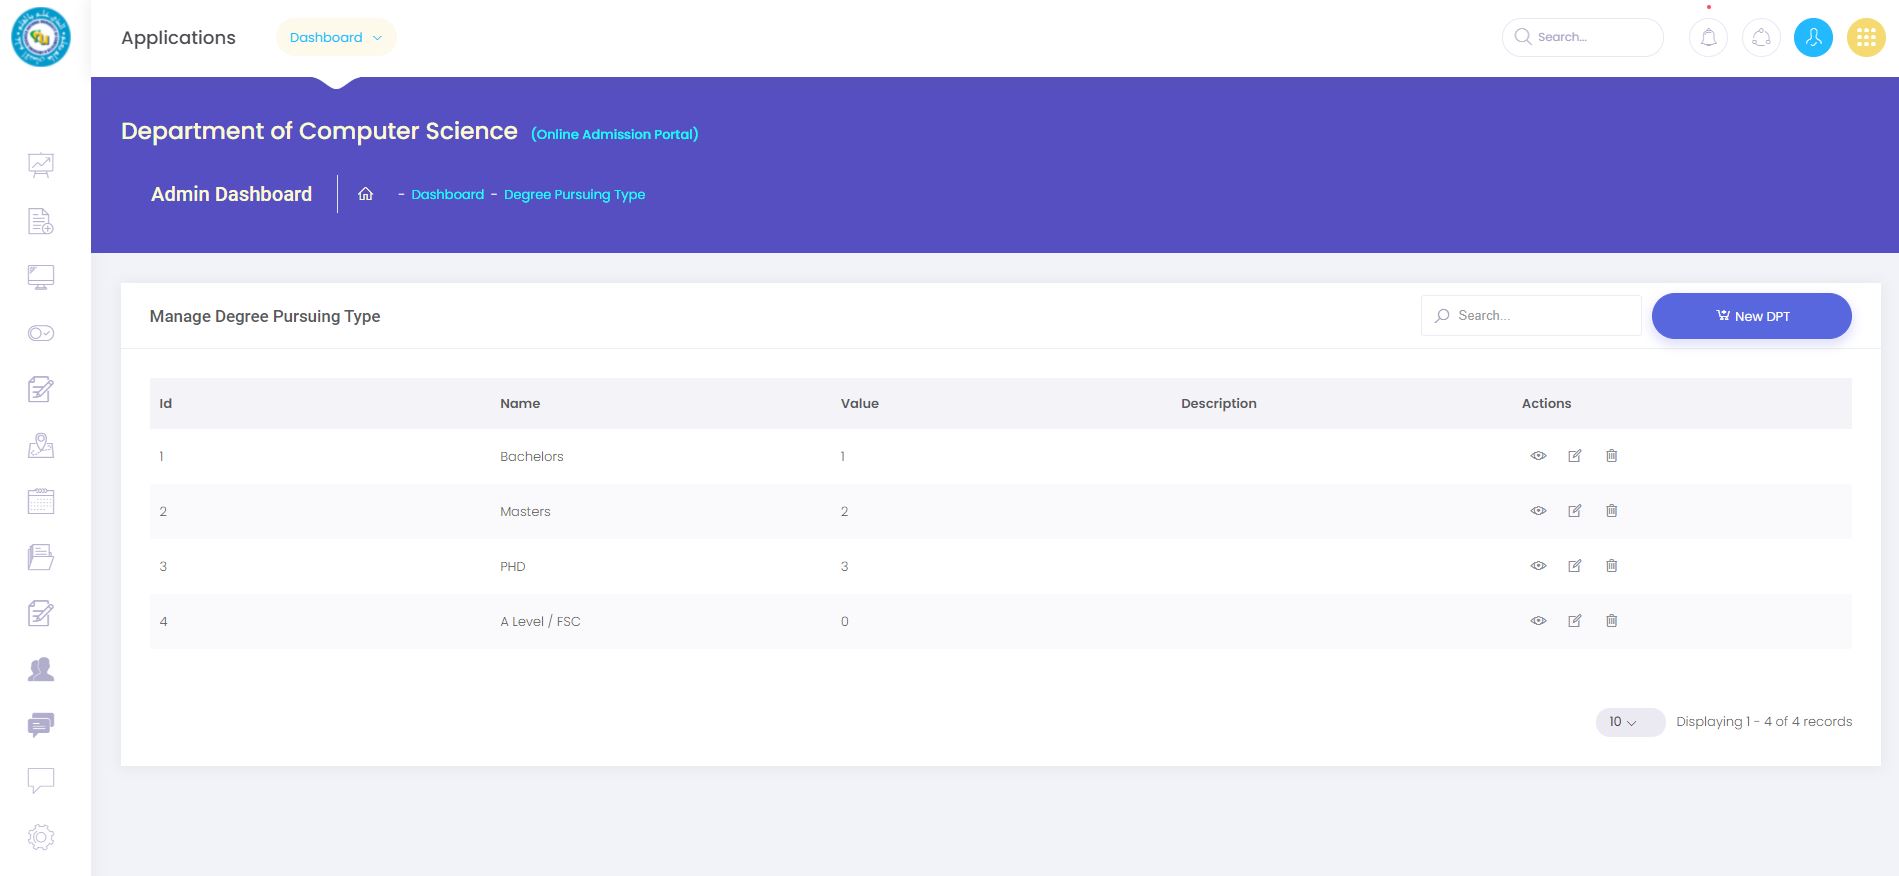 Applications
Dashboard
Search...
Department of Computer Science (Online Admission Portal)
Admin Dashboard - Dashboard - Degree Pursuing Type
Manage Degree Pursuing Type
Search...
New DPT
Id Name Value Description Actions
1 Bachelors 1
2 Masters 2
3 PHD 3
4 A Level / FSC 0
10 Displaying 1 - 4 of 4 records